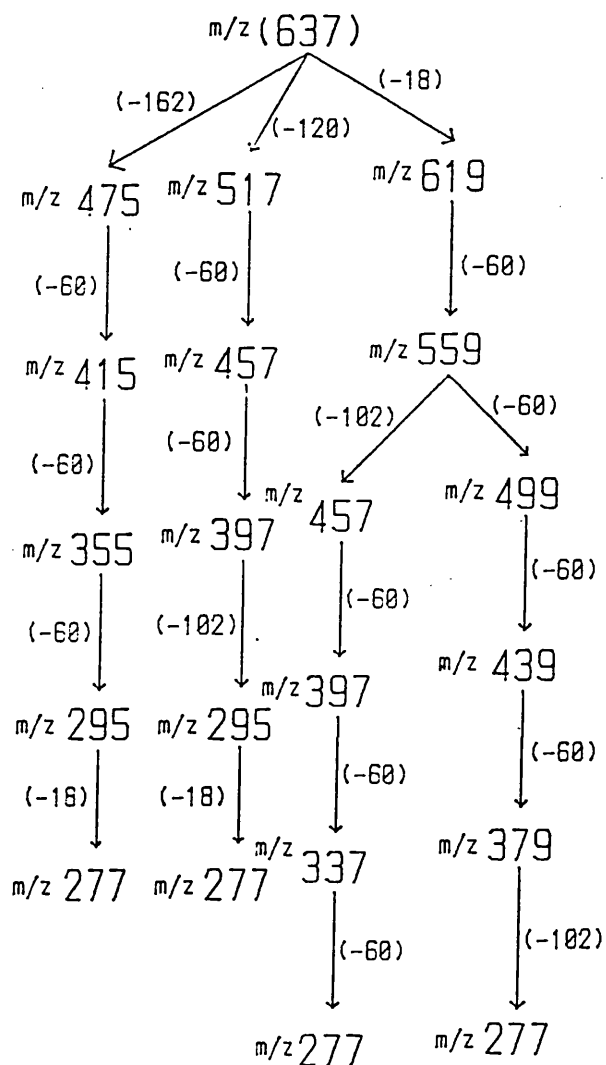 m/z (637)
(-162) (-120) (-18)
m/z 475 m/z 517 m/z 619
(-60) (-60) (-60)
m/z 415 m/z 457 m/z 559
(-60) (-60) (-102) (-60)
m/z 355 m/z 397 m/z 457 m/z 499
(-60) (-102) (-60) (-60)
m/z 295 m/z 295 m/z 397 m/z 439
(-18) (-18) (-60) (-60)
m/z 277 m/z 277 m/z 337 m/z 379
(-60) (-102)
m/z 277 m/z 277